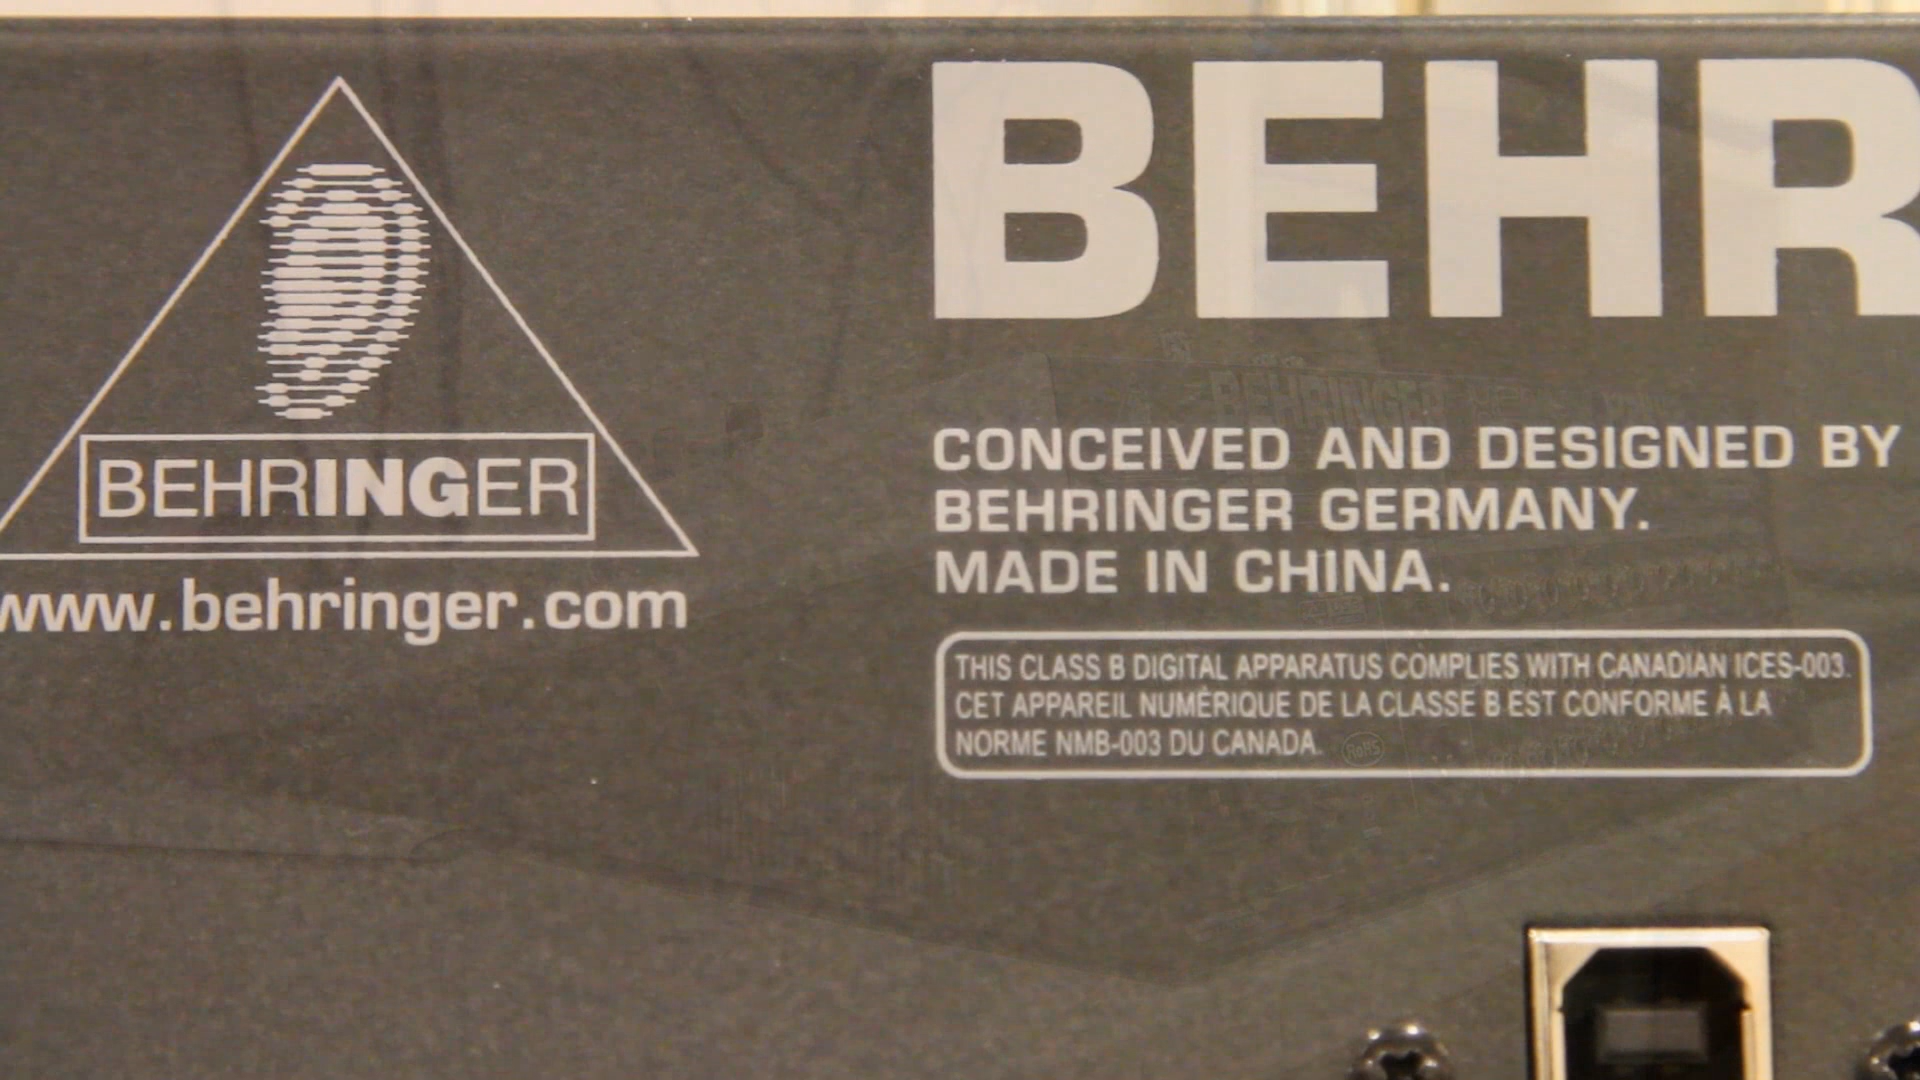 BEHRINGER
www.behringer.com
BEHR
CONCEIVED AND DESIGNED BY
BEHRINGER GERMANY.
MADE IN CHINA.
THIS CLASS B DIGITAL APPARATUS COMPLIES WITH CANADIAN ICES-003.
CET APPAREIL NUMÉRIQUE DE LA CLASSE B EST CONFORME À LA
NORME NMB-003 DU CANADA.
BEHRINGER
RoHS